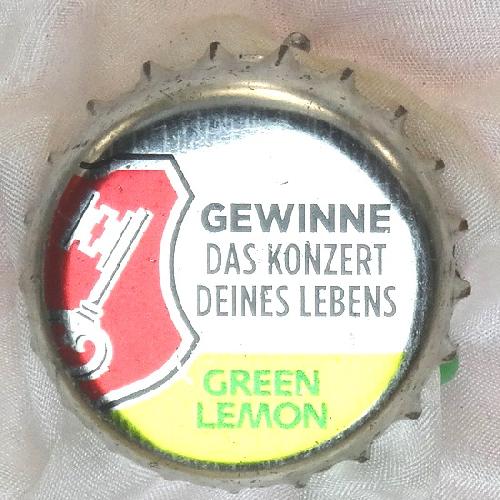 GEWINNE
DAS KONZERT
DEINES LEBENS
GREEN
LEMON